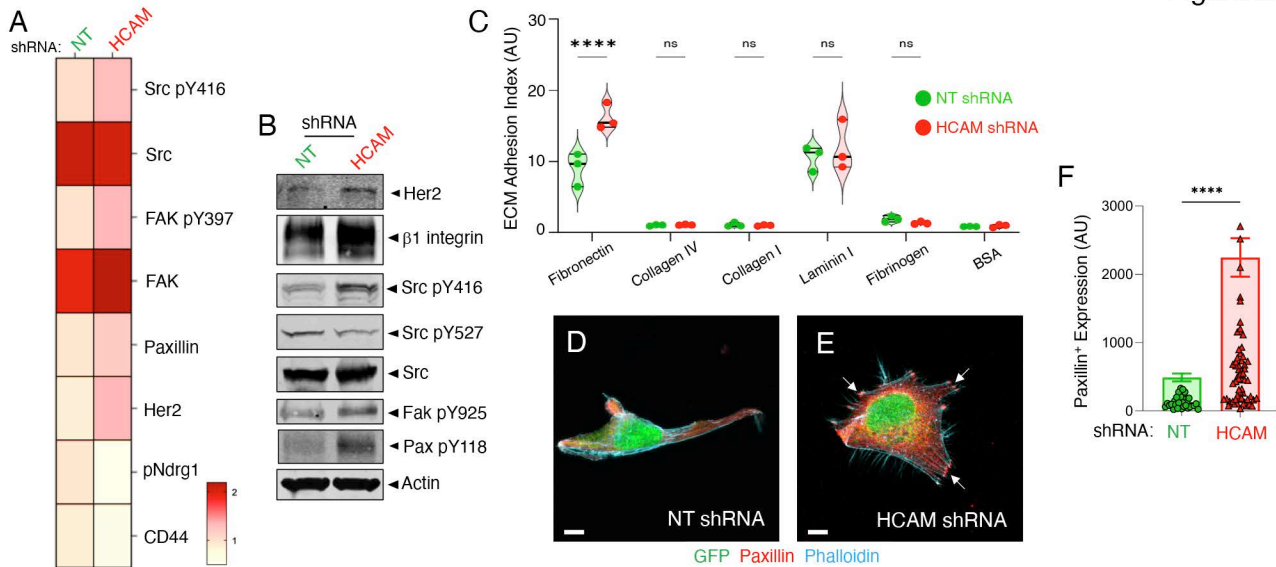 A
shRNA:
NT
HCAM
Src pY416
Src
FAK pY397
FAK
Paxillin
Her2
pNdrg1
CD44
2
1
B
shRNA
NT
HCAM
Her2
β1 integrin
Src pY416
Src pY527
Src
Fak pY925
Pax pY118
Actin
C
ECM Adhesion Index (AU)
30
20
10
0
****
ns
ns
ns
ns
NT shRNA
HCAM shRNA
Fibronectin
Collagen IV
Collagen I
Laminin I
Fibrinogen
BSA
D
NT shRNA
E
HCAM shRNA
GFP Paxillin Phalloidin
F
****
Paxillin⁺ Expression (AU)
3000
2000
1000
0
shRNA:
NT
HCAM